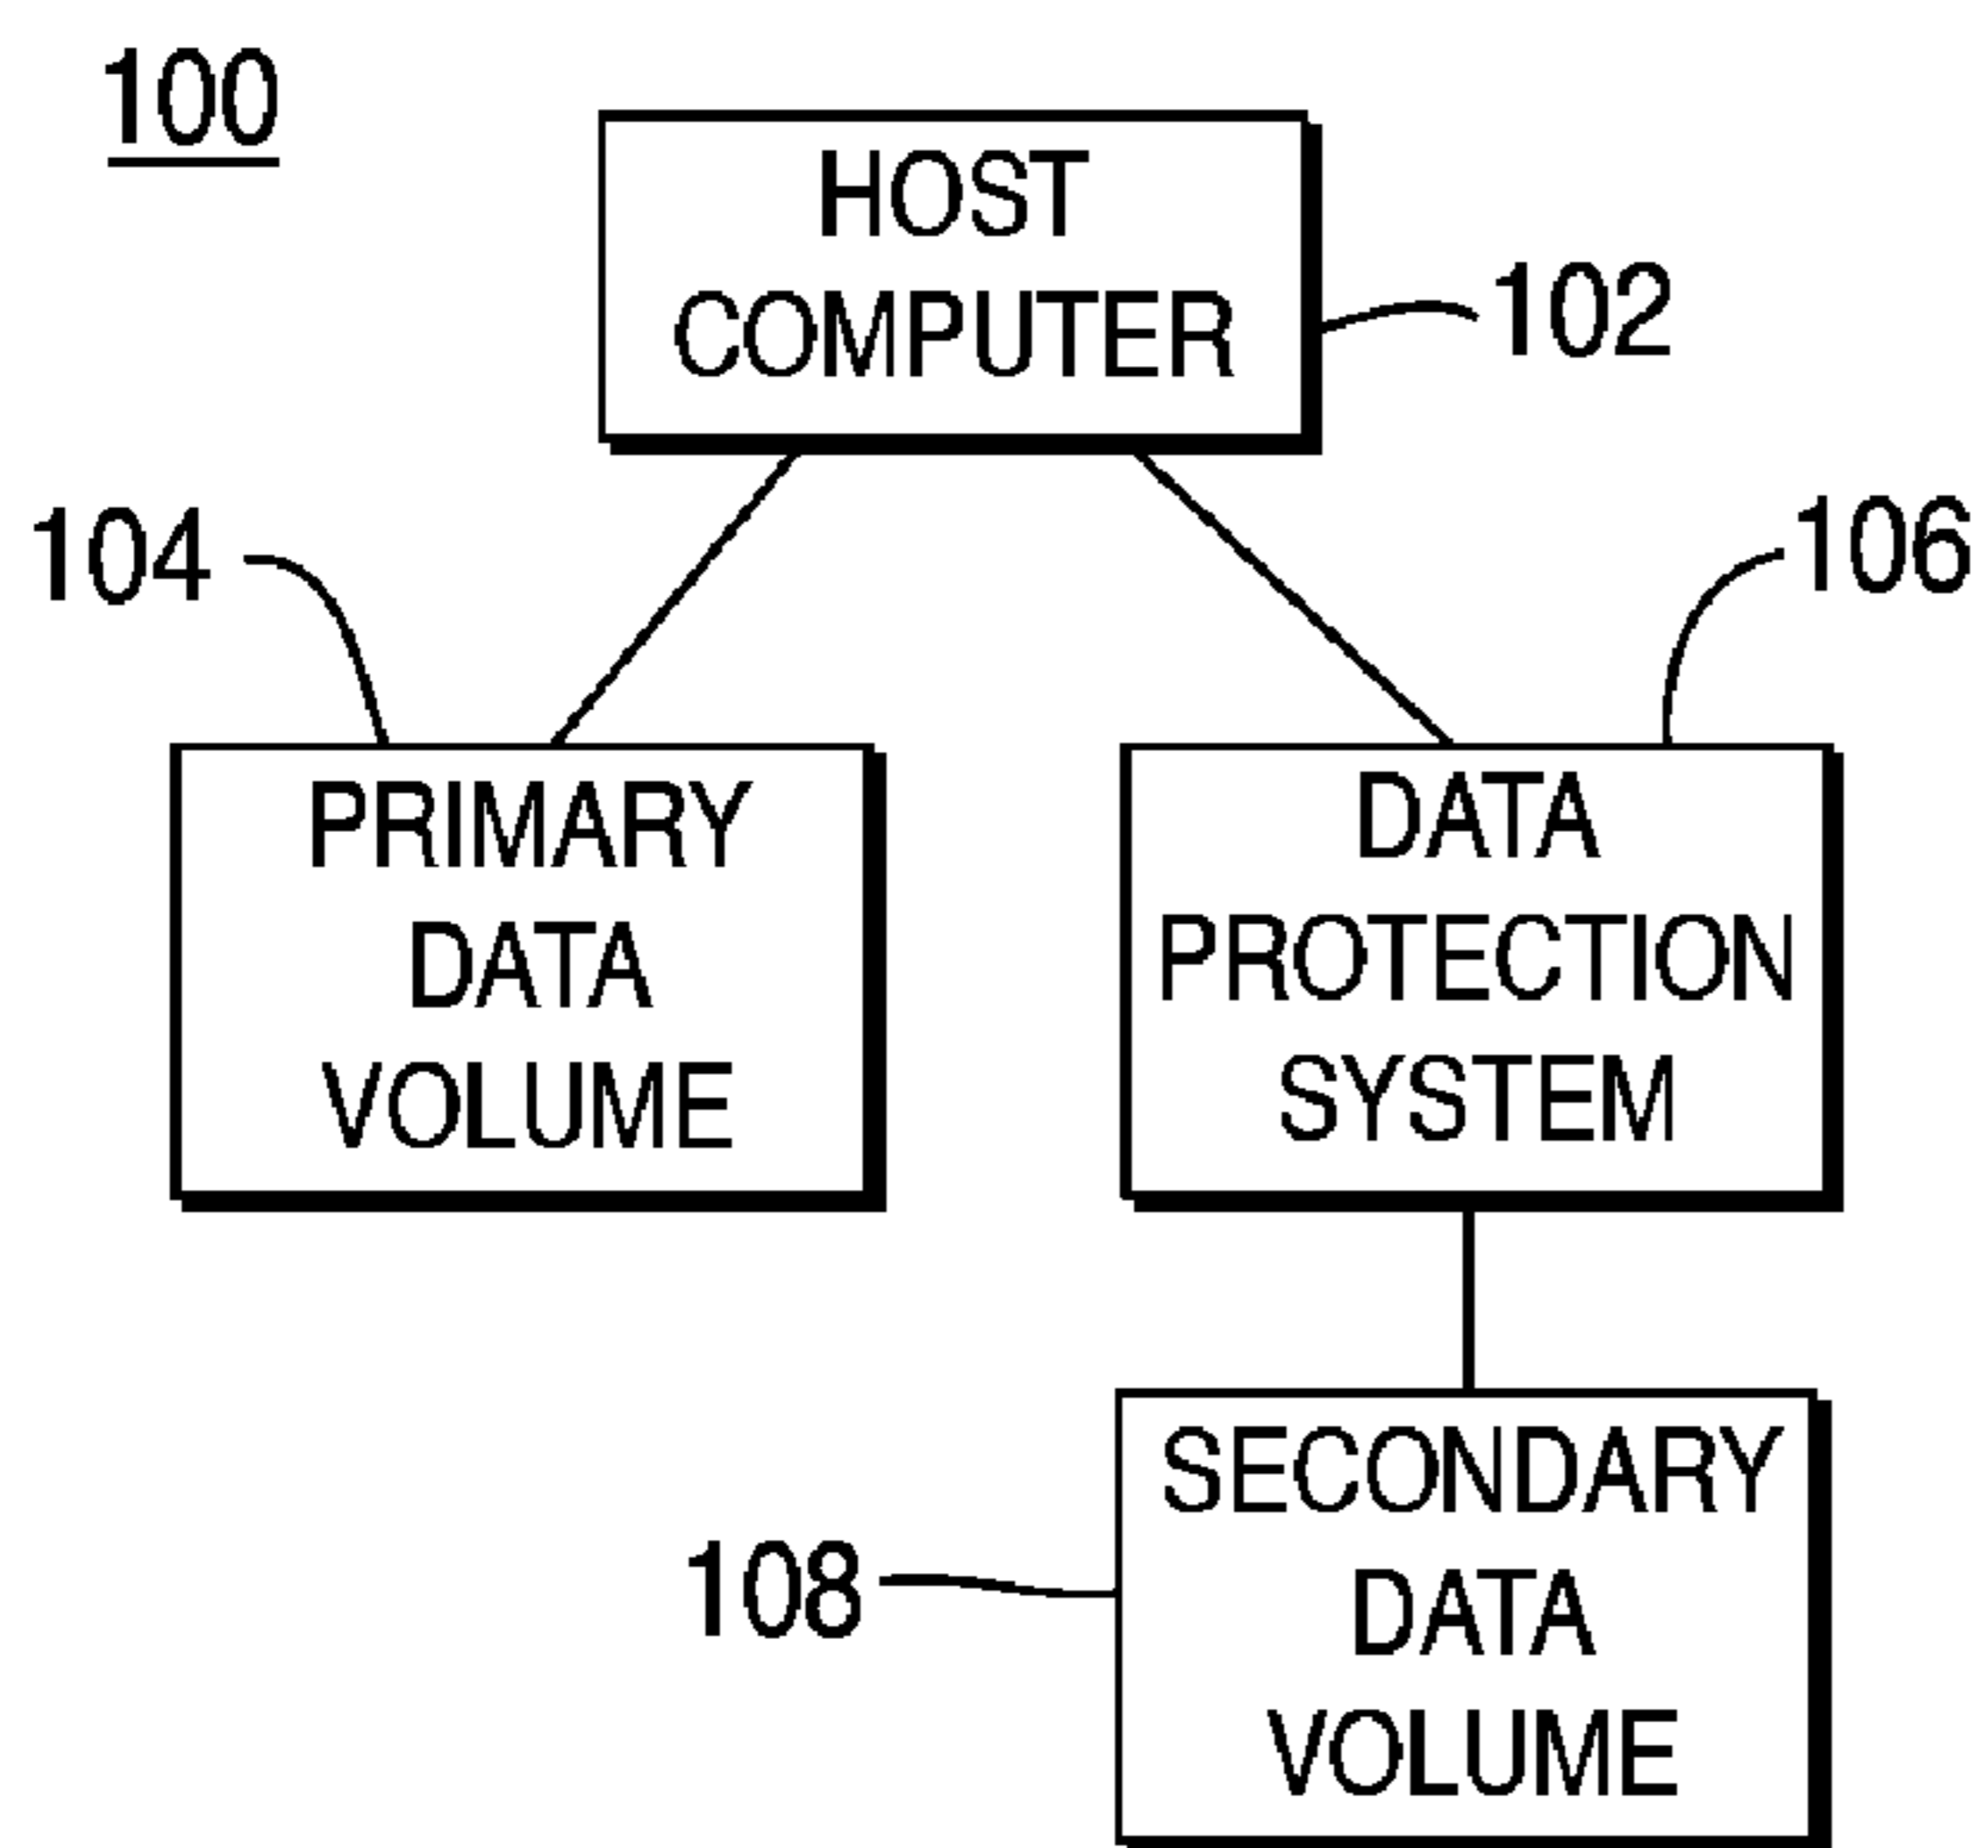 100
HOST
COMPUTER
102
104
106
PRIMARY
DATA
VOLUME
DATA
PROTECTION
SYSTEM
108
SECONDARY
DATA
VOLUME